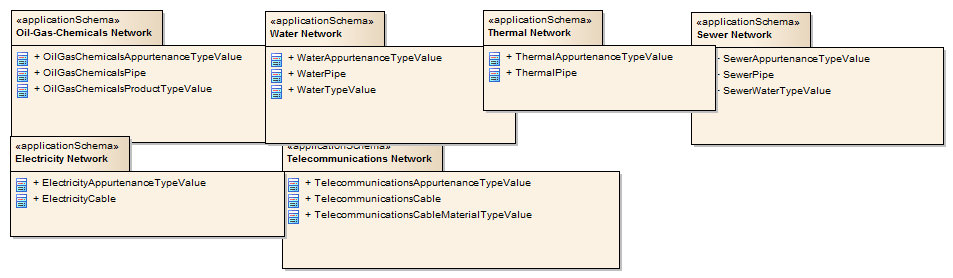 «applicationSchema»
Oil-Gas-Chemicals Network
+ OilGasChemicalsAppurtenanceTypeValue
+ OilGasChemicalsPipe
+ OilGasChemicalsProductTypeValue
«applicationSchema»
Water Network
+ WaterAppurtenanceTypeValue
+ WaterPipe
+ WaterTypeValue
«applicationSchema»
Thermal Network
+ ThermalAppurtenanceTypeValue
+ ThermalPipe
«applicationSchema»
Sewer Network
SewerAppurtenanceTypeValue
SewerPipe
SewerWaterTypeValue
«applicationSchema»
Electricity Network
+ ElectricityAppurtenanceTypeValue
+ ElectricityCable
«applicationSchema»
Telecommunications Network
+ TelecommunicationsAppurtenanceTypeValue
+ TelecommunicationsCable
+ TelecommunicationsCableMaterialTypeValue